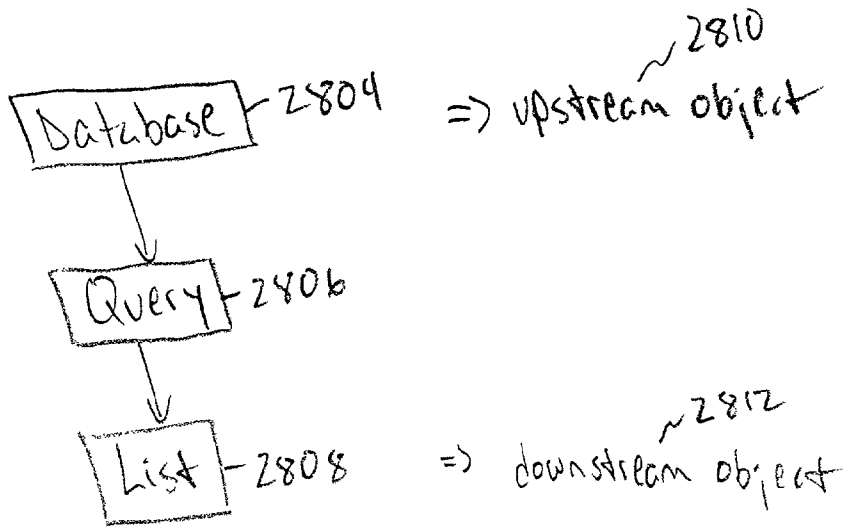 2810
Database 2804 => upstream object
Query 2806
2812
List 2808 => downstream object